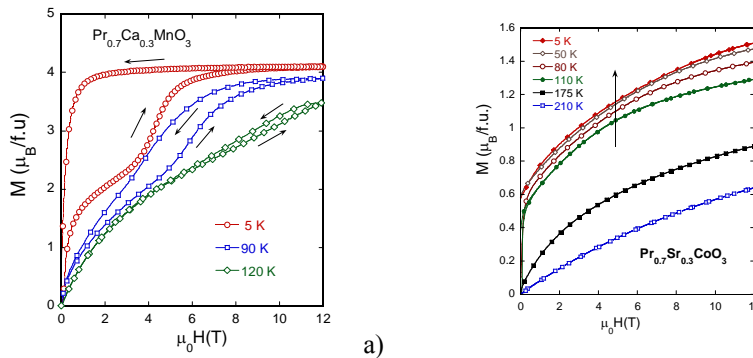 Pr0.7Ca0.3MnO3
M (μB/f.u)
5
4
3
2
1
0
5 K
90 K
120 K
0 2 4 6 8 10 12
μ0H(T)
a)
M (μB/f.u.)
1.6
1.4
1.2
1
0.8
0.6
0.4
0.2
0
5 K
50 K
80 K
110 K
175 K
210 K
Pr0.7Sr0.3CoO3
0 2 4 6 8 10 12
μ0H(T)